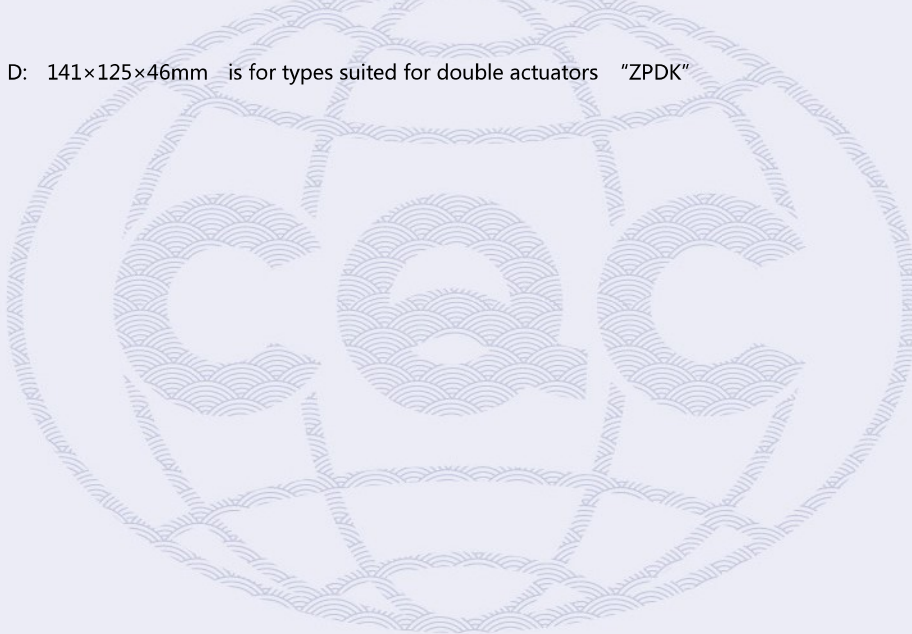 D: 141×125×46mm is for types suited for double actuators “ZPDK”
cqc